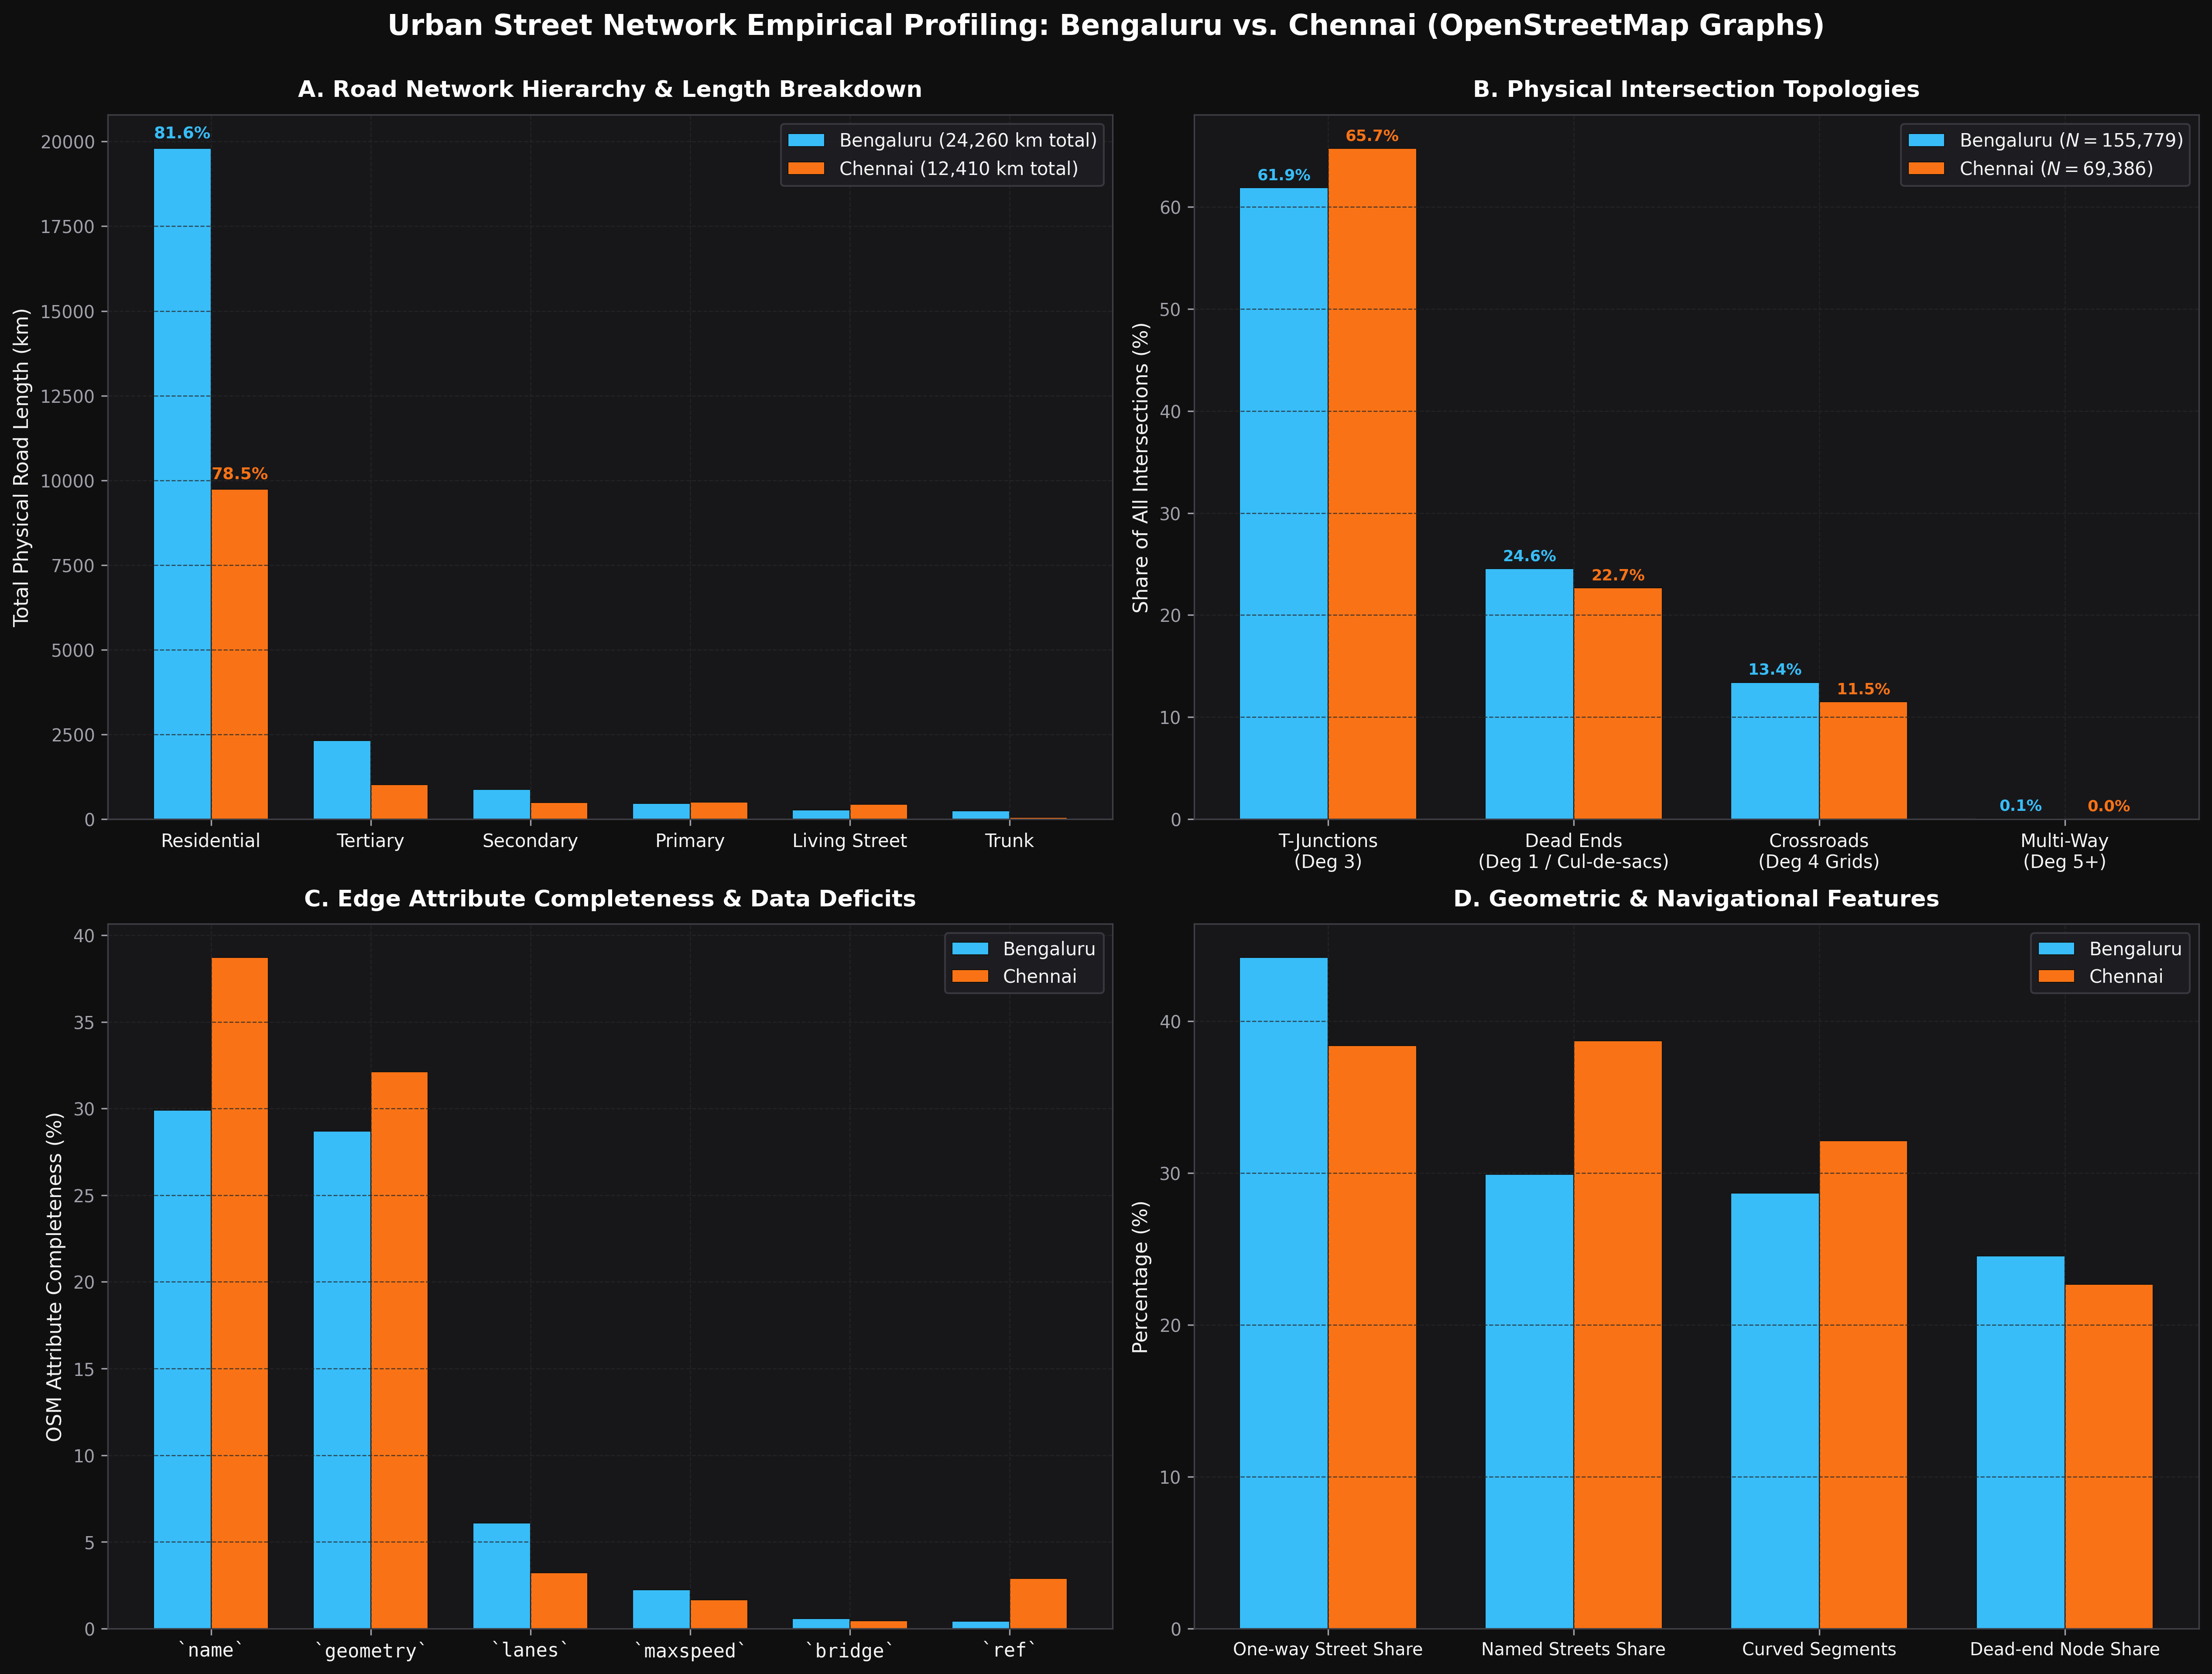 Urban Street Network Empirical Profiling: Bengaluru vs. Chennai (OpenStreetMap Graphs)
A. Road Network Hierarchy & Length Breakdown
Total Physical Road Length (km)
20000
17500
15000
12500
10000
7500
5000
2500
0
81.6%
78.5%
Bengaluru (24,260 km total)
Chennai (12,410 km total)
Residential Tertiary Secondary Primary Living Street Trunk
B. Physical Intersection Topologies
Share of All Intersections (%)
60
50
40
30
20
10
0
61.9%
65.7%
24.6%
22.7%
13.4%
11.5%
0.1%
0.0%
Bengaluru (N = 155,779)
Chennai (N = 69,386)
T-Junctions
(Deg 3)
Dead Ends
(Deg 1 / Cul-de-sacs)
Crossroads
(Deg 4 Grids)
Multi-Way
(Deg 5+)
C. Edge Attribute Completeness & Data Deficits
OSM Attribute Completeness (%)
40
35
30
25
20
15
10
5
0
Bengaluru
Chennai
`name` `geometry` `lanes` `maxspeed` `bridge` `ref`
D. Geometric & Navigational Features
Percentage (%)
40
30
20
10
0
Bengaluru
Chennai
One-way Street Share Named Streets Share Curved Segments Dead-end Node Share